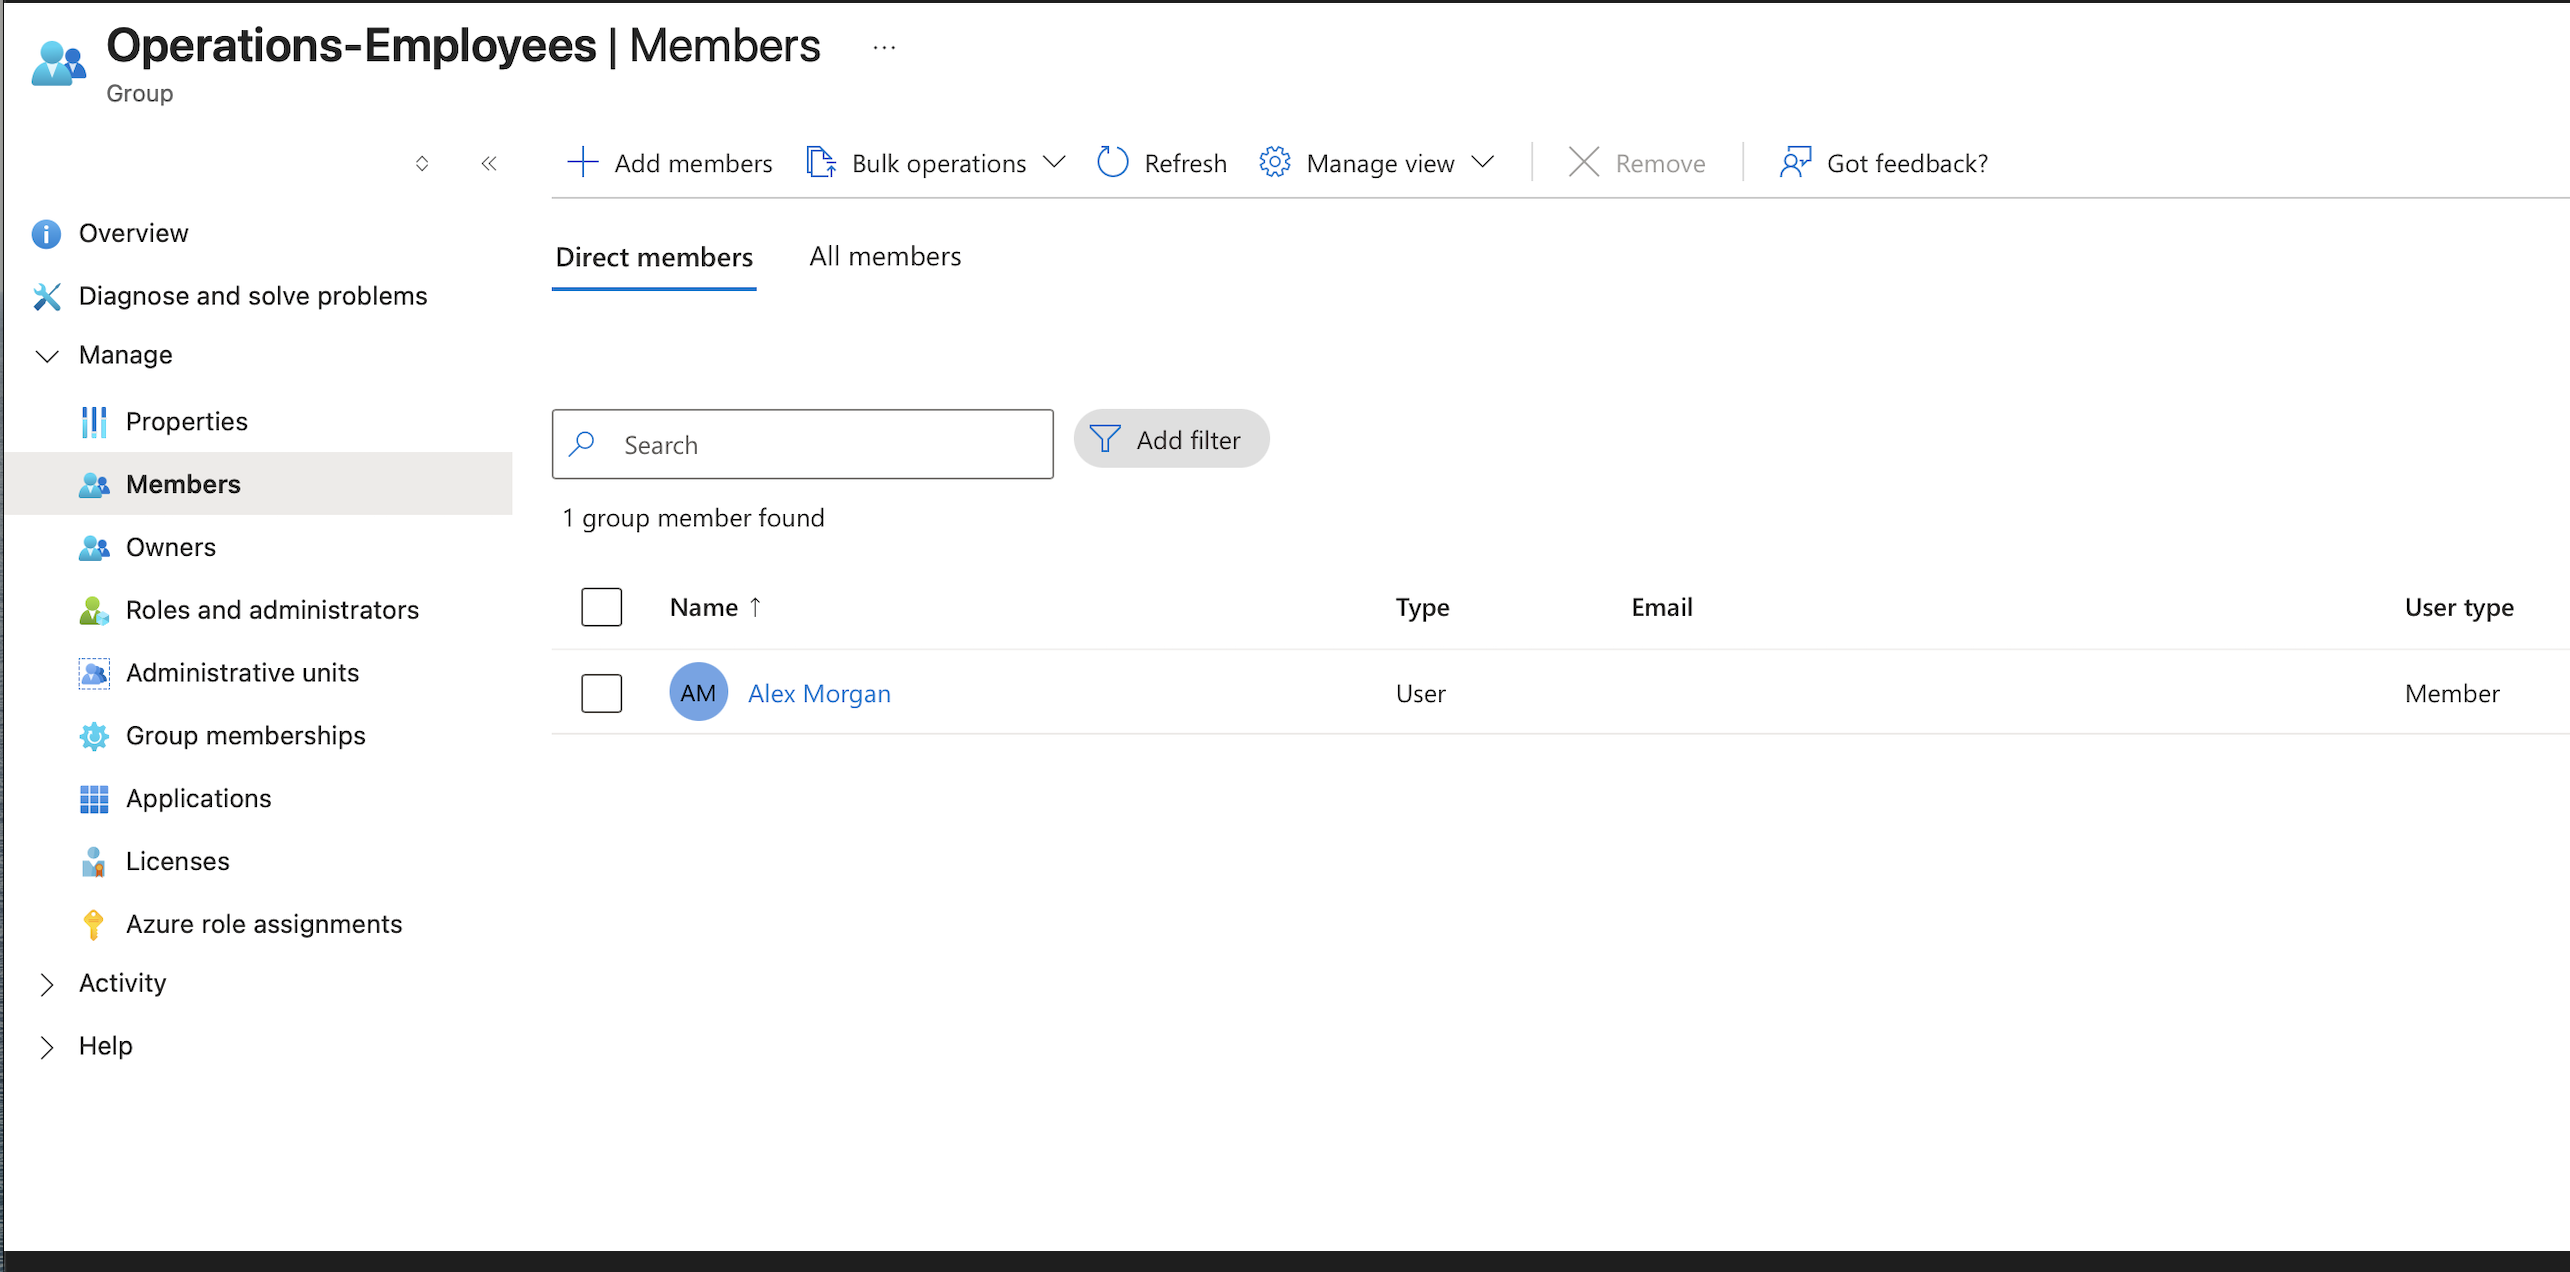 Operations-Employees | Members ...
Group
Add members Bulk operations Refresh Manage view Remove Got feedback?
Overview
Diagnose and solve problems
Manage
Properties
Members
Owners
Roles and administrators
Administrative units
Group memberships
Applications
Licenses
Azure role assignments
Activity
Help
Direct members All members
Search Add filter
1 group member found
Name ↑ Type Email User type
AM Alex Morgan User Member